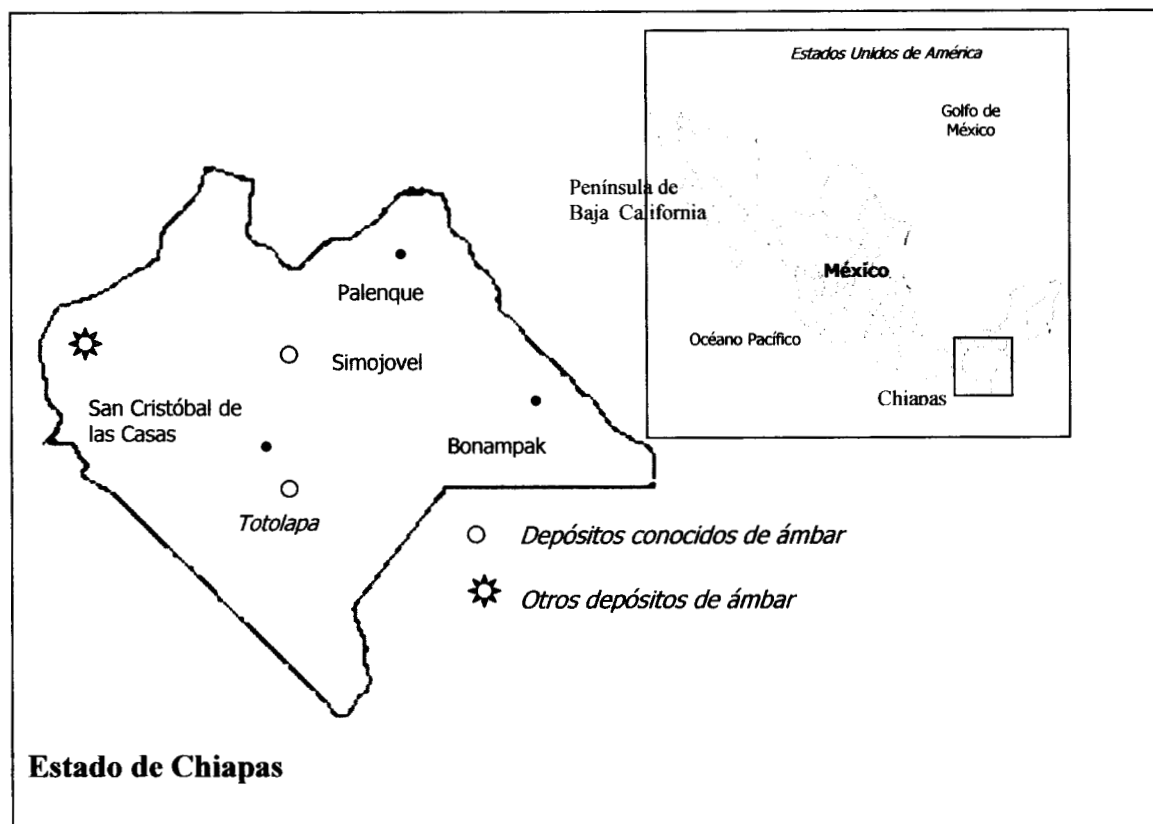 Estados Unidos de América
Golfo de
México
Península de
Baja California
México
Océano Pacífico
Chiapas
Palenque
Simojovel
San Cristóbal de
las Casas
Bonampak
Totolapa
Depósitos conocidos de ámbar
Otros depósitos de ámbar
Estado de Chiapas